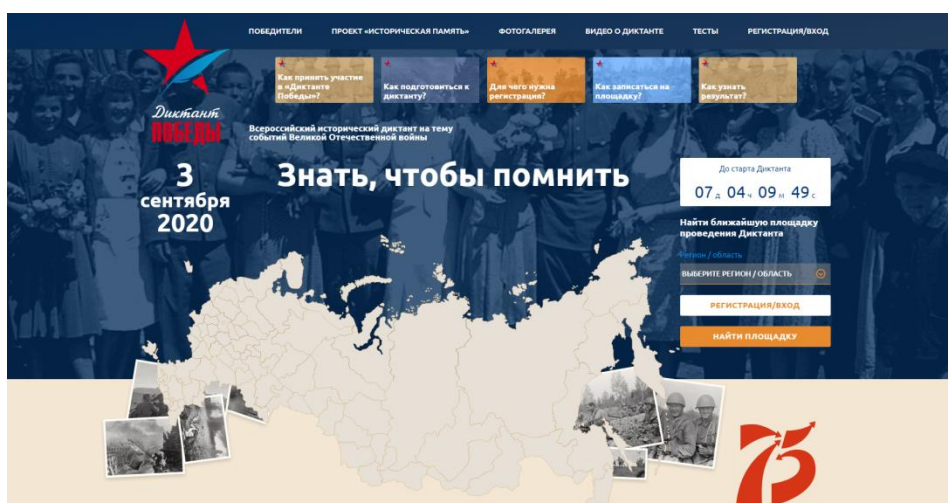 ПОБЕДИТЕЛИ
ПРОЕКТ «ИСТОРИЧЕСКАЯ ПАМЯТЬ»
ФОТОГАЛЕРЕЯ
ВИДЕО О ДИКТАНТЕ
ТЕСТЫ
РЕГИСТРАЦИЯ/ВХОД
Как принять участие
в «Диктанте
Победы»?
Как подготовиться к
диктанту?
Для чего нужна
регистрация?
Как записаться на
площадку?
Как узнать
результат?
Диктант
ПОБЕДЫ
Всероссийский исторический диктант на тему
событий Великой Отечественной войны
3
сентября
2020
Знать, чтобы помнить
До старта Диктанта
07 д 04 ч 09 м 49 с
Найти ближайшую площадку
проведения Диктанта
Регион / область
ВЫБЕРИТЕ РЕГИОН / ОБЛАСТЬ
РЕГИСТРАЦИЯ/ВХОД
НАЙТИ ПЛОЩАДКУ
75